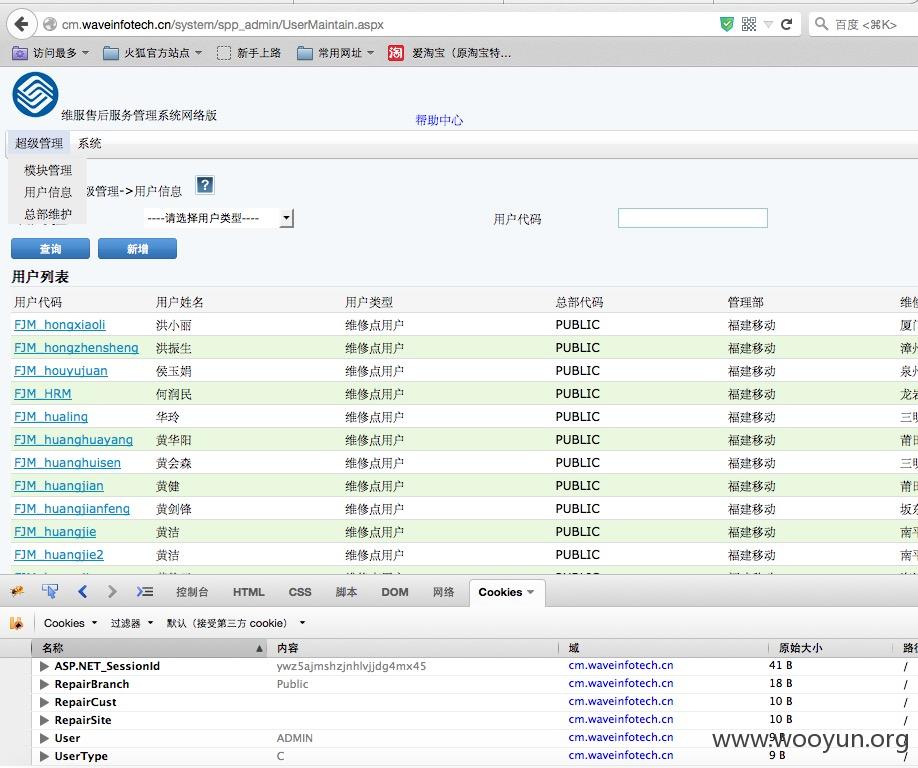 cm.waveinfotech.cn/system/spp_admin/UserMaintain.aspx 百度 <⌘K>
访问最多 火狐官方站点 新手上路 常用网址 淘 爱淘宝（原淘宝特...
维服售后服务管理系统网络版 帮助中心
超级管理 系统
模块管理
用户信息 级管理->用户信息 ?
总部维护 ----请选择用户类型---- 用户代码
查询 新增
用户列表
用户代码 用户姓名 用户类型 总部代码 管理部
FJM_hongxiaoli 洪小丽 维修点用户 PUBLIC 福建移动 厦门
FJM_hongzhensheng 洪振生 维修点用户 PUBLIC 福建移动 漳州
FJM_houyujuan 侯玉娟 维修点用户 PUBLIC 福建移动 泉州
FJM_HRM 何润民 维修点用户 PUBLIC 福建移动 龙岩
FJM_hualing 华玲 维修点用户 PUBLIC 福建移动 三明
FJM_huanghuayang 黄华阳 维修点用户 PUBLIC 福建移动 莆田
FJM_huanghuisen 黄会森 维修点用户 PUBLIC 福建移动 三明
FJM_huangjian 黄健 维修点用户 PUBLIC 福建移动 莆田
FJM_huangjianfeng 黄剑锋 维修点用户 PUBLIC 福建移动 坂东
FJM_huangjie 黄洁 维修点用户 PUBLIC 福建移动 南平
FJM_huangjie2 黄洁 维修点用户 PUBLIC 福建移动 南平
控制台 HTML CSS 脚本 DOM 网络 Cookies
Cookies 过滤器 默认（接受第三方 cookie）
名称 内容 域 原始大小 路径
ASP.NET_SessionId ywz5ajmshzjnhlvjjdg4mx45 cm.waveinfotech.cn 41 B /
RepairBranch Public cm.waveinfotech.cn 18 B /
RepairCust cm.waveinfotech.cn 10 B /
RepairSite cm.waveinfotech.cn 10 B /
User ADMIN cm.waveinfotech.cn 9 B /
UserType C cm.waveinfotech.cn 9 B /
www.wooyun.org